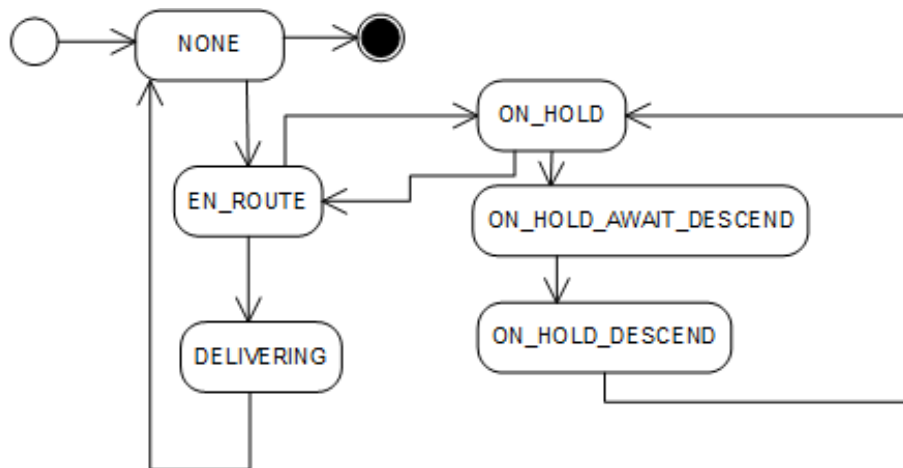 NONE
ON_HOLD
EN_ROUTE
ON_HOLD_AWAIT_DESCEND
DELIVERING
ON_HOLD_DESCEND